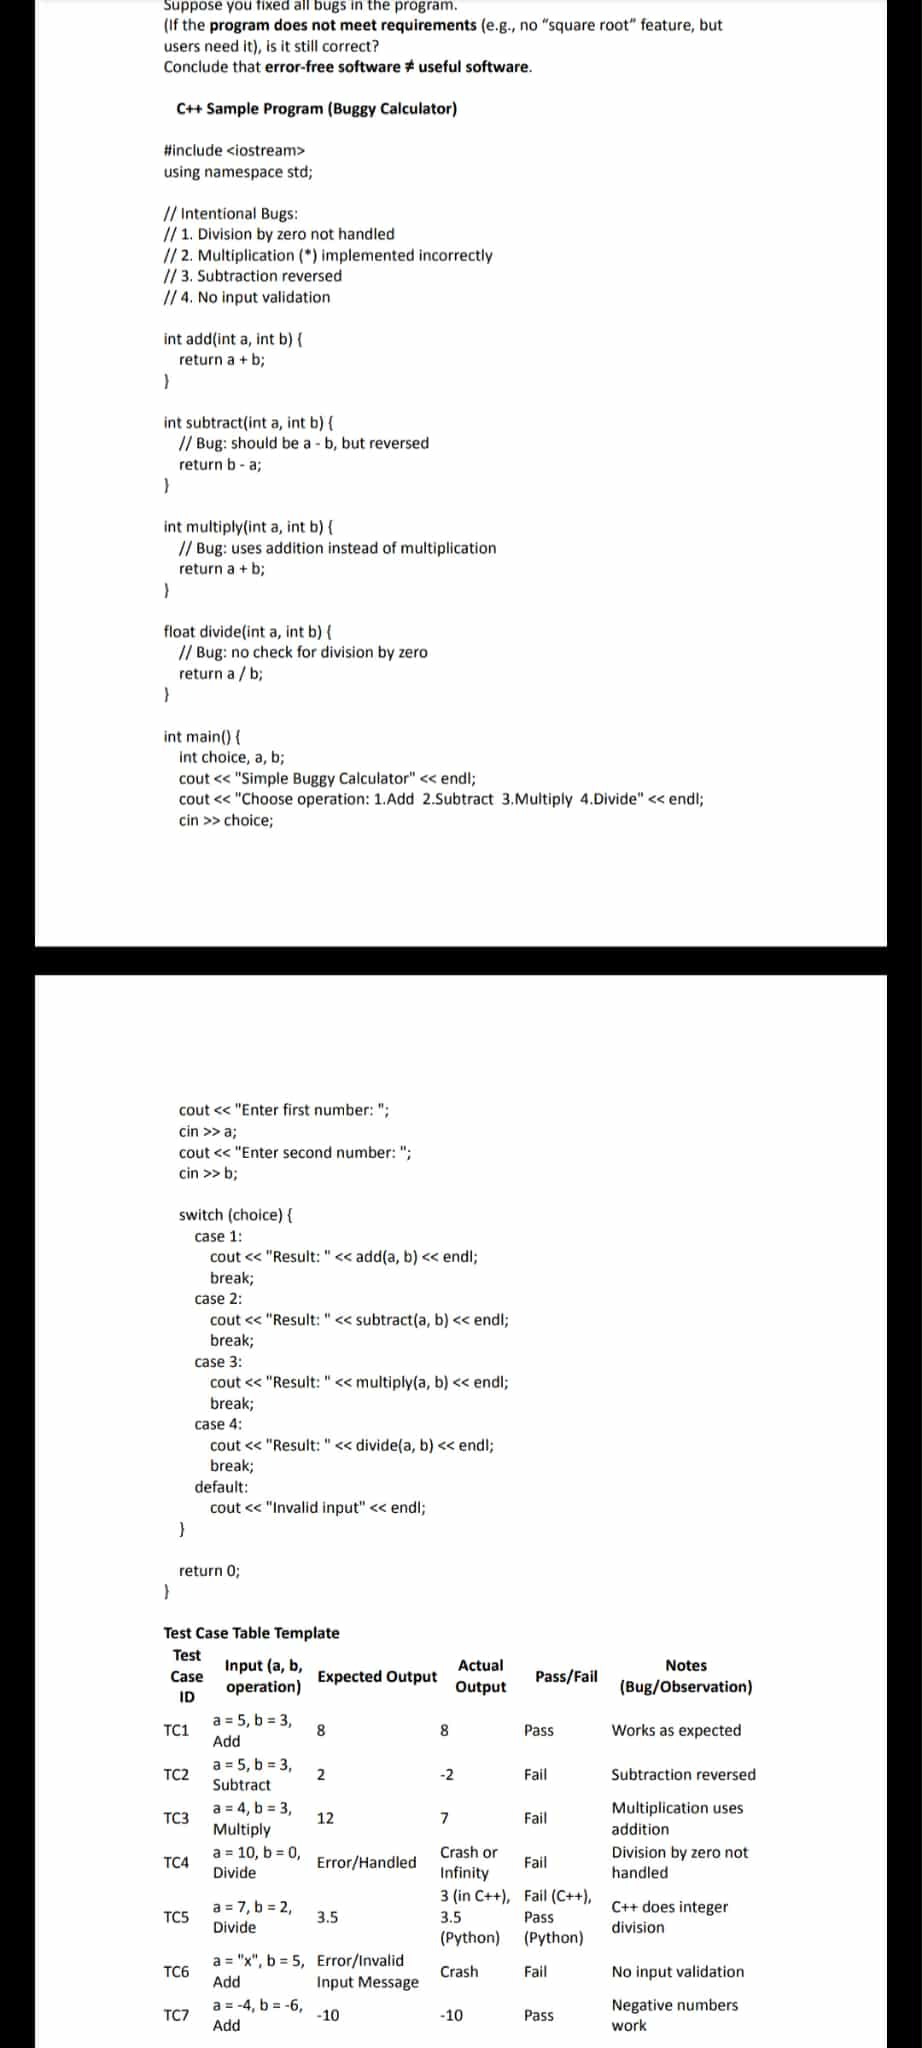 Suppose you fixed all bugs in the program.
(If the program does not meet requirements (e.g., no "square root" feature, but
users need it), is it still correct?
Conclude that error-free software ≠ useful software.
C++ Sample Program (Buggy Calculator)
#include <iostream>
using namespace std;
// Intentional Bugs:
// 1. Division by zero not handled
// 2. Multiplication (*) implemented incorrectly
// 3. Subtraction reversed
// 4. No input validation
int add(int a, int b) {
return a + b;
}
int subtract(int a, int b) {
// Bug: should be a - b, but reversed
return b - a;
}
int multiply(int a, int b) {
// Bug: uses addition instead of multiplication
return a + b;
}
float divide(int a, int b) {
// Bug: no check for division by zero
return a / b;
}
int main() {
int choice, a, b;
cout << "Simple Buggy Calculator" << endl;
cout << "Choose operation: 1.Add 2.Subtract 3.Multiply 4.Divide" << endl;
cin >> choice;
cout << "Enter first number: ";
cin >> a;
cout << "Enter second number: ";
cin >> b;
switch (choice) {
case 1:
cout << "Result: " << add(a, b) << endl;
break;
case 2:
cout << "Result: " << subtract(a, b) << endl;
break;
case 3:
cout << "Result: " << multiply(a, b) << endl;
break;
case 4:
cout << "Result: " << divide(a, b) << endl;
break;
default:
cout << "Invalid input" << endl;
}
return 0;
}
Test Case Table Template
Test Case ID Input (a, b, operation) Expected Output Actual Output Pass/Fail Notes (Bug/Observation)
TC1 a = 5, b = 3, Add 8 8 Pass Works as expected
TC2 a = 5, b = 3, Subtract 2 -2 Fail Subtraction reversed
TC3 a = 4, b = 3, Multiply 12 7 Fail Multiplication uses addition
TC4 a = 10, b = 0, Divide Error/Handled Crash or Infinity Fail Division by zero not handled
TC5 a = 7, b = 2, Divide 3.5 3 (in C++), 3.5 (Python) Fail (C++), Pass (Python) C++ does integer division
TC6 a = "x", b = 5, Add Error/Invalid Input Message Crash Fail No input validation
TC7 a = -4, b = -6, Add -10 -10 Pass Negative numbers work